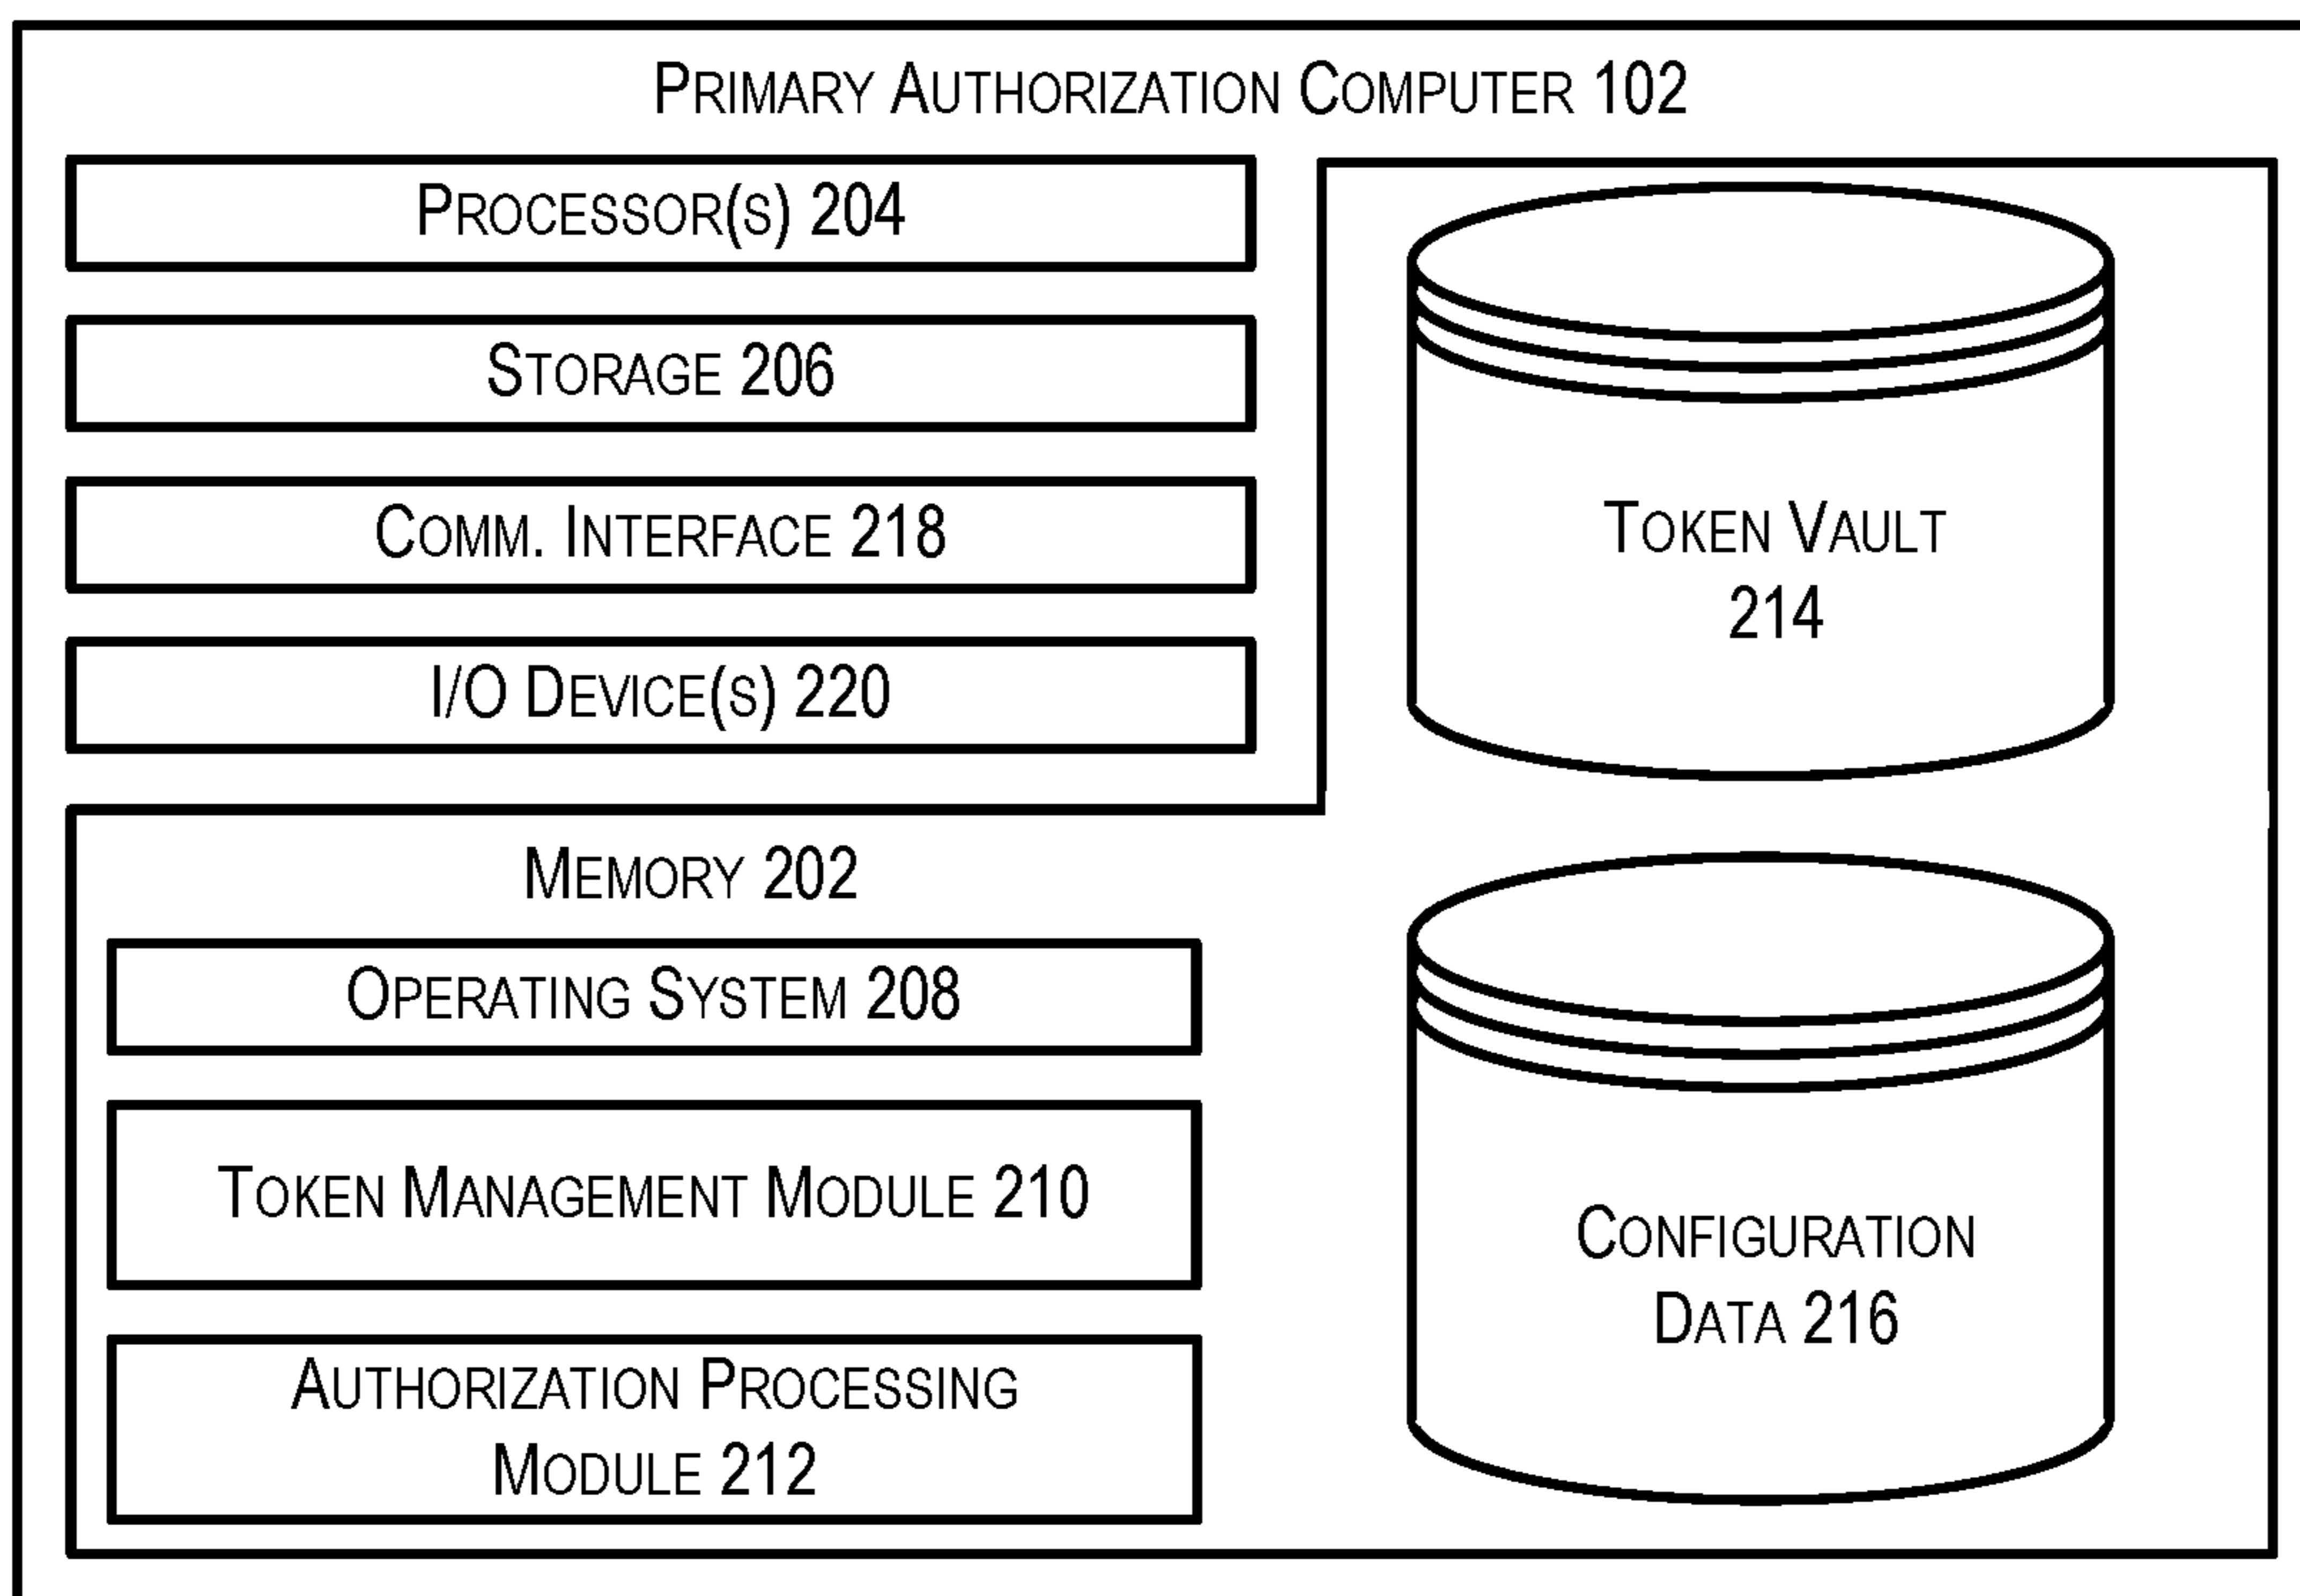 PRIMARY AUTHORIZATION COMPUTER 102
PROCESSOR(S) 204
STORAGE 206
COMM. INTERFACE 218
I/O DEVICE(S) 220
MEMORY 202
OPERATING SYSTEM 208
TOKEN MANAGEMENT MODULE 210
AUTHORIZATION PROCESSING
MODULE 212
TOKEN VAULT
214
CONFIGURATION
DATA 216